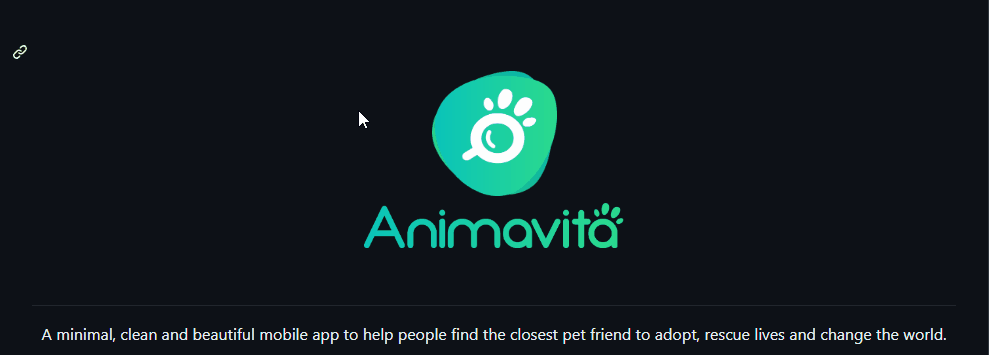 Animavita
A minimal, clean and beautiful mobile app to help people find the closest pet friend to adopt, rescue lives and change the world.